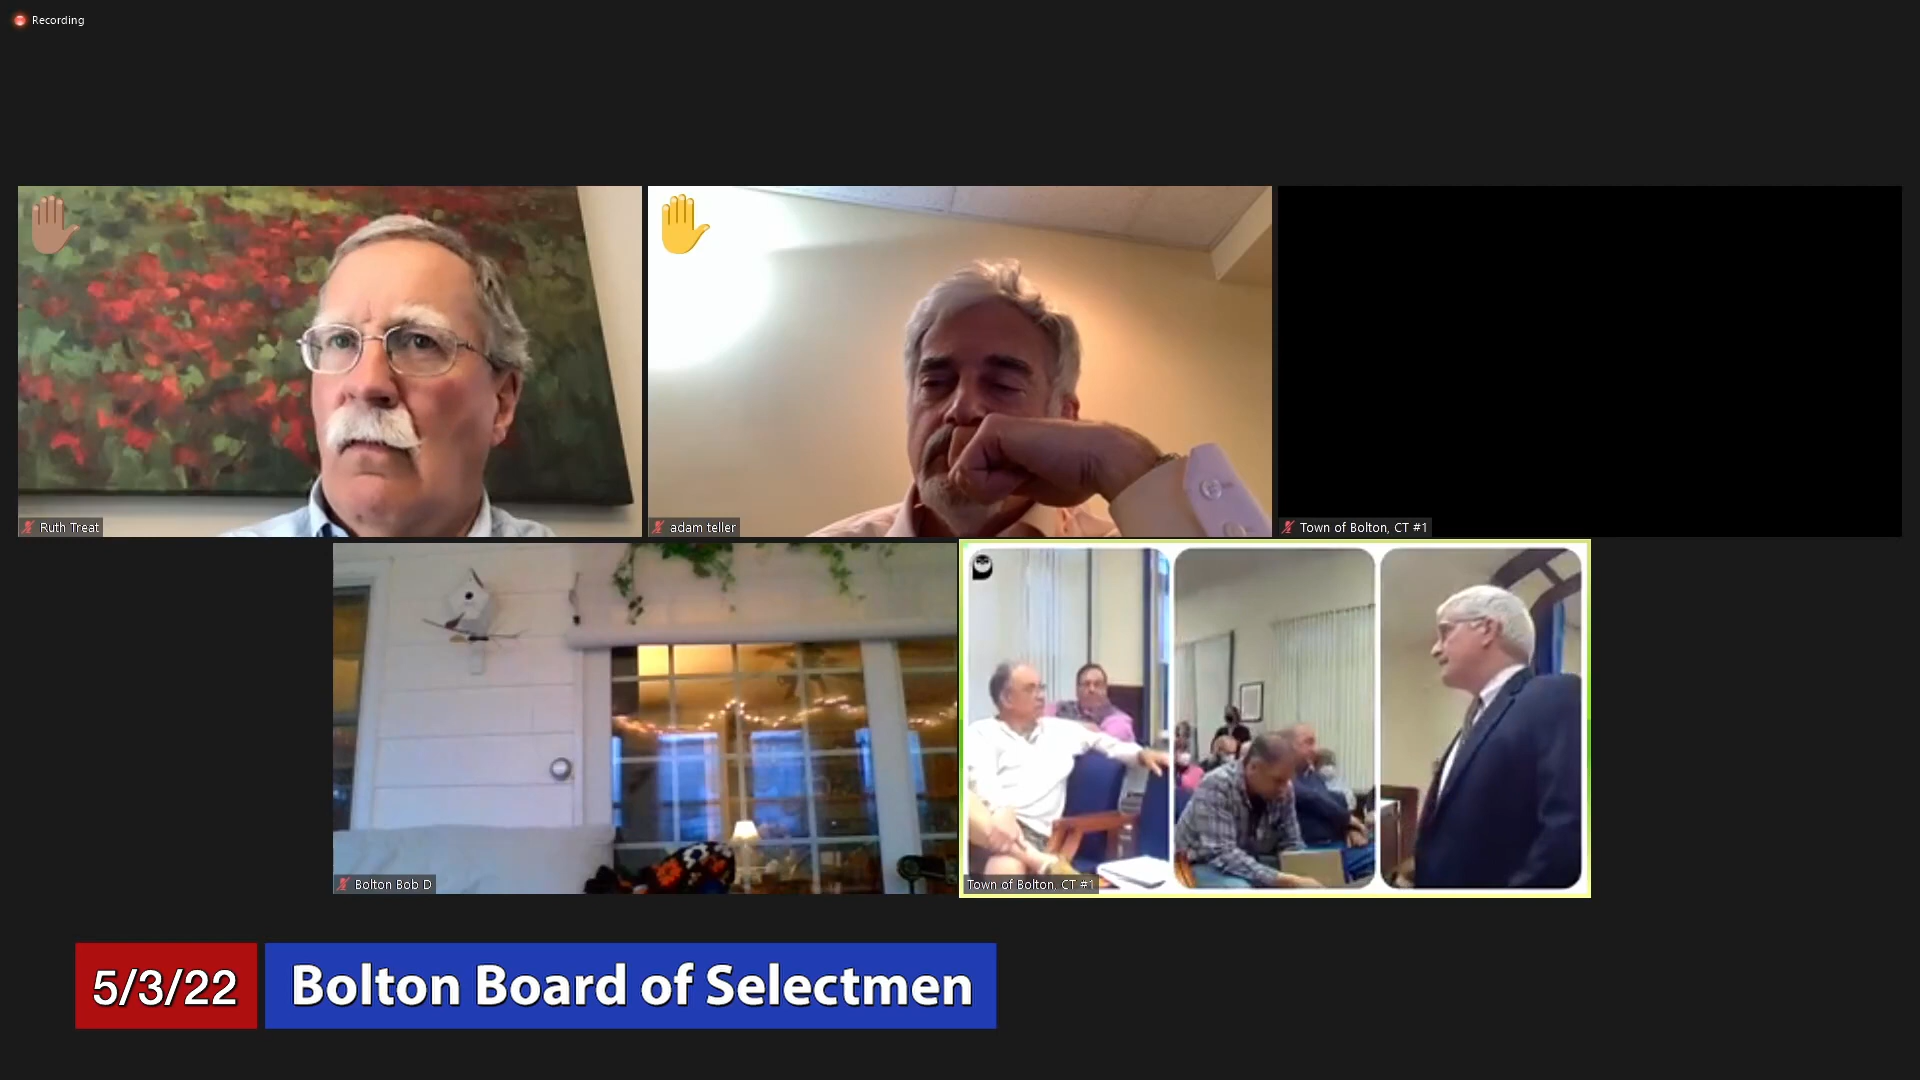 Recording
Ruth Treat
adam teller
Town of Bolton, CT #1
Bolton Bob D
Town of Bolton, CT #1
5/3/22
Bolton Board of Selectmen